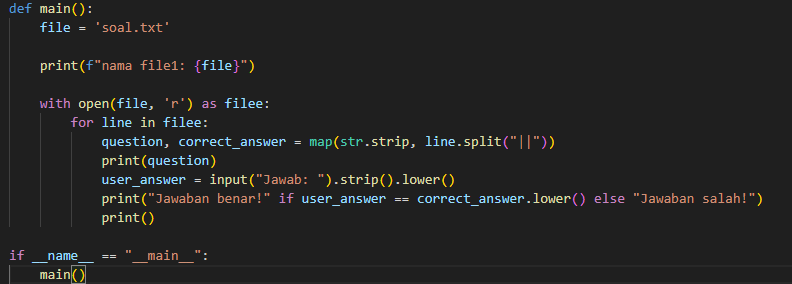 def main():
    file = 'soal.txt'
    print(f"nama file1: {file}")
    with open(file, 'r') as filee:
        for line in filee:
            question, correct_answer = map(str.strip, line.split("||"))
            print(question)
            user_answer = input("Jawab: ").strip().lower()
            print("Jawaban benar!" if user_answer == correct_answer.lower() else "Jawaban salah!")
            print()
if __name__ == "__main__":
    main()